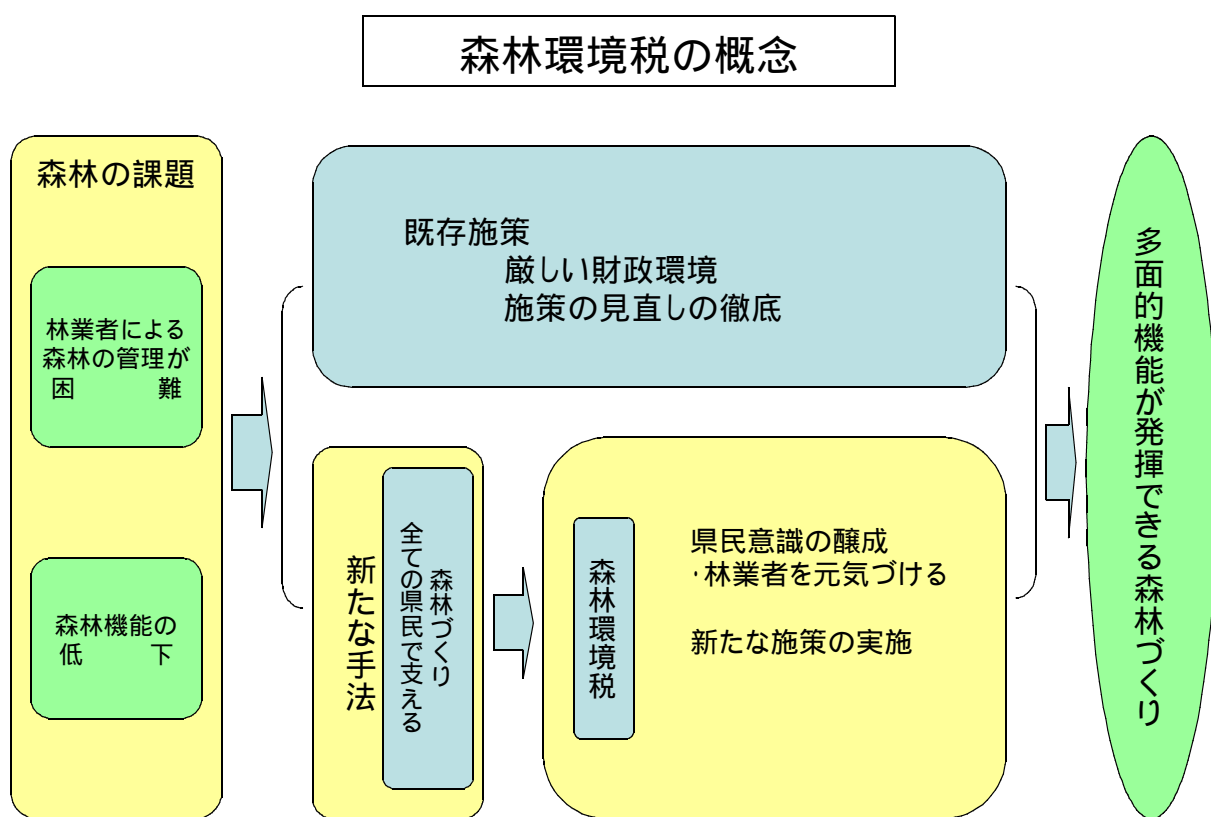 森林環境税の概念
森林の課題
林業者による
森林の管理が
困　　　難
森林機能の
低　　　下
既存施策
厳しい財政環境
施策の見直しの徹底
新たな手法
全ての県民で支える
森林づくり
森林環境税
県民意識の醸成
・林業者を元気づける
新たな施策の実施
多面的機能が発揮できる森林づくり